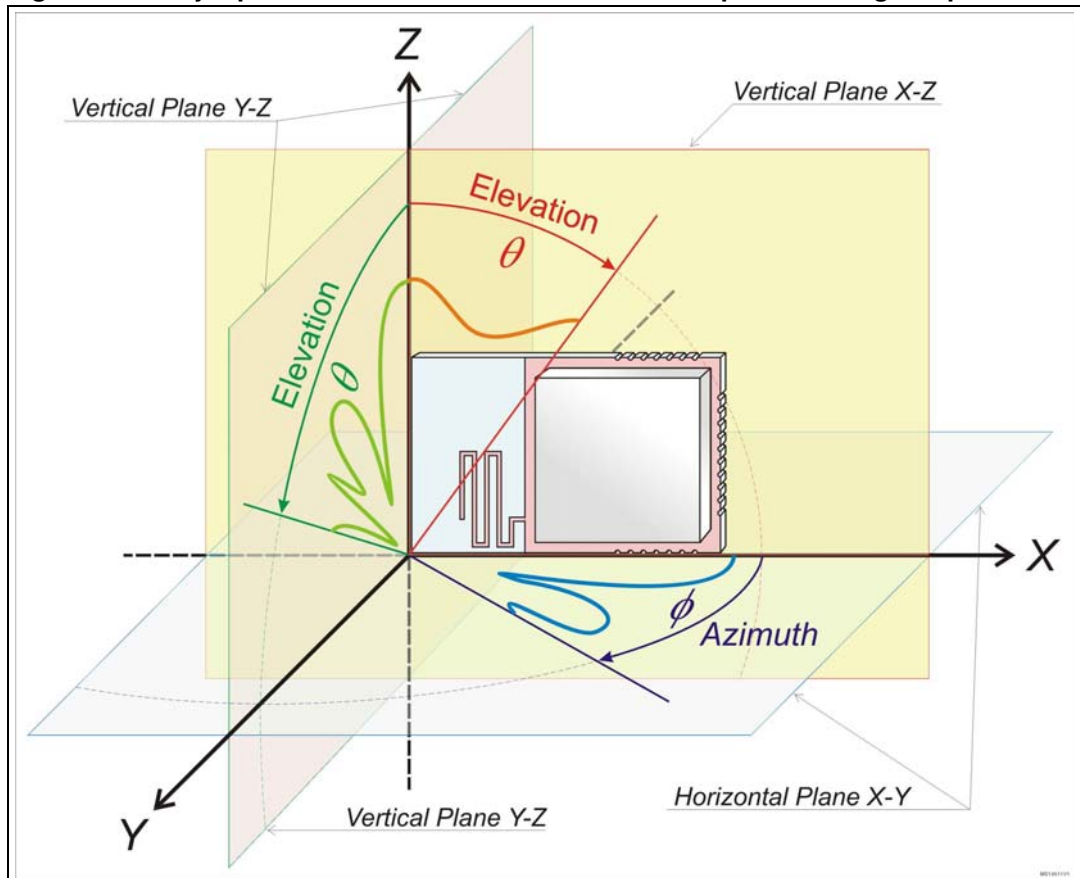 Z
Vertical Plane Y-Z
Vertical Plane X-Z
Elevation
θ
Elevation
θ
X
ϕ
Azimuth
Horizontal Plane X-Y
Y
Vertical Plane Y-Z